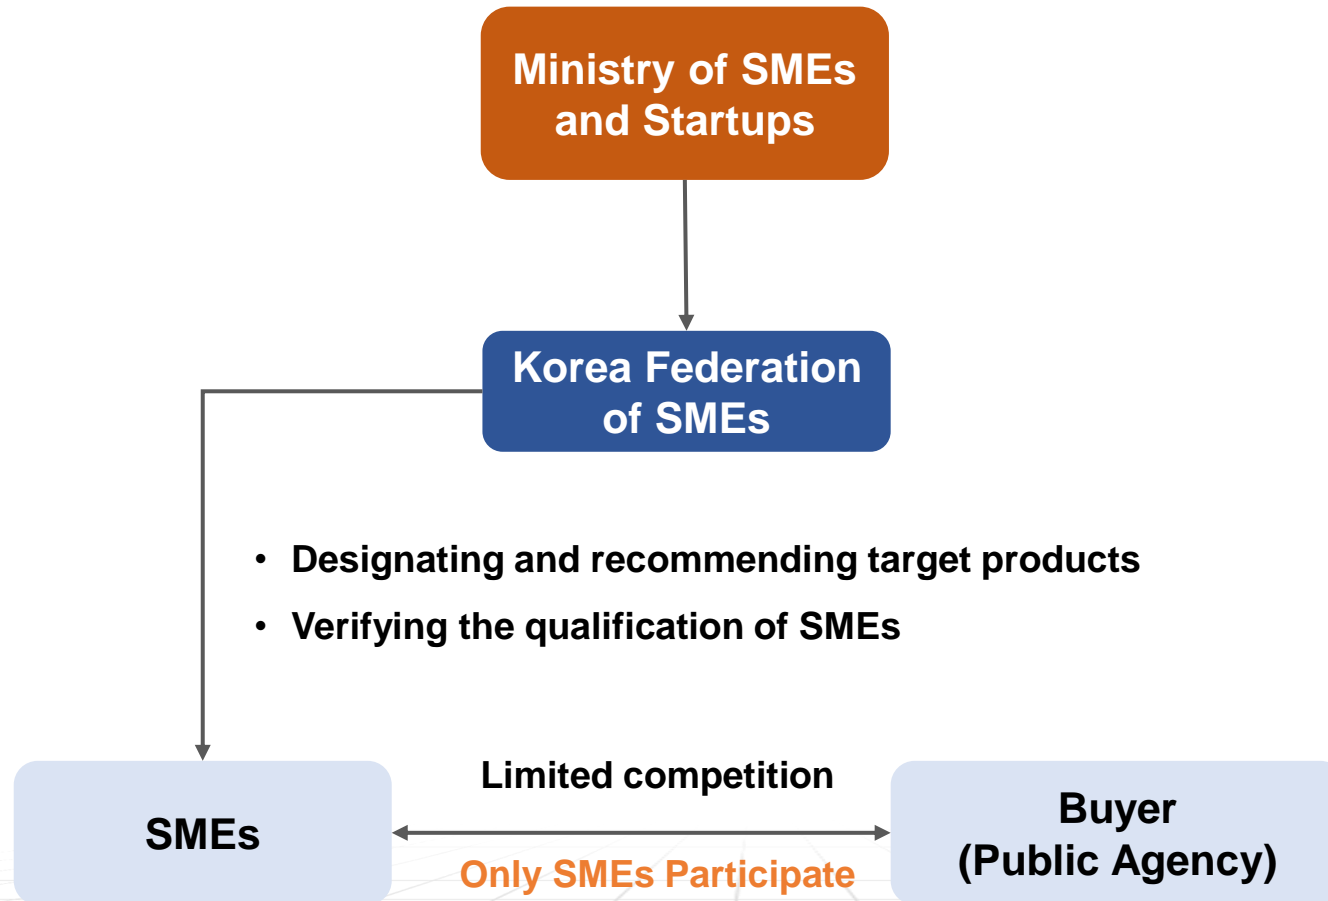 Ministry of SMEs
and Startups
Korea Federation
of SMEs
• Designating and recommending target products
• Verifying the qualification of SMEs
SMEs
Limited competition
Only SMEs Participate
Buyer
(Public Agency)